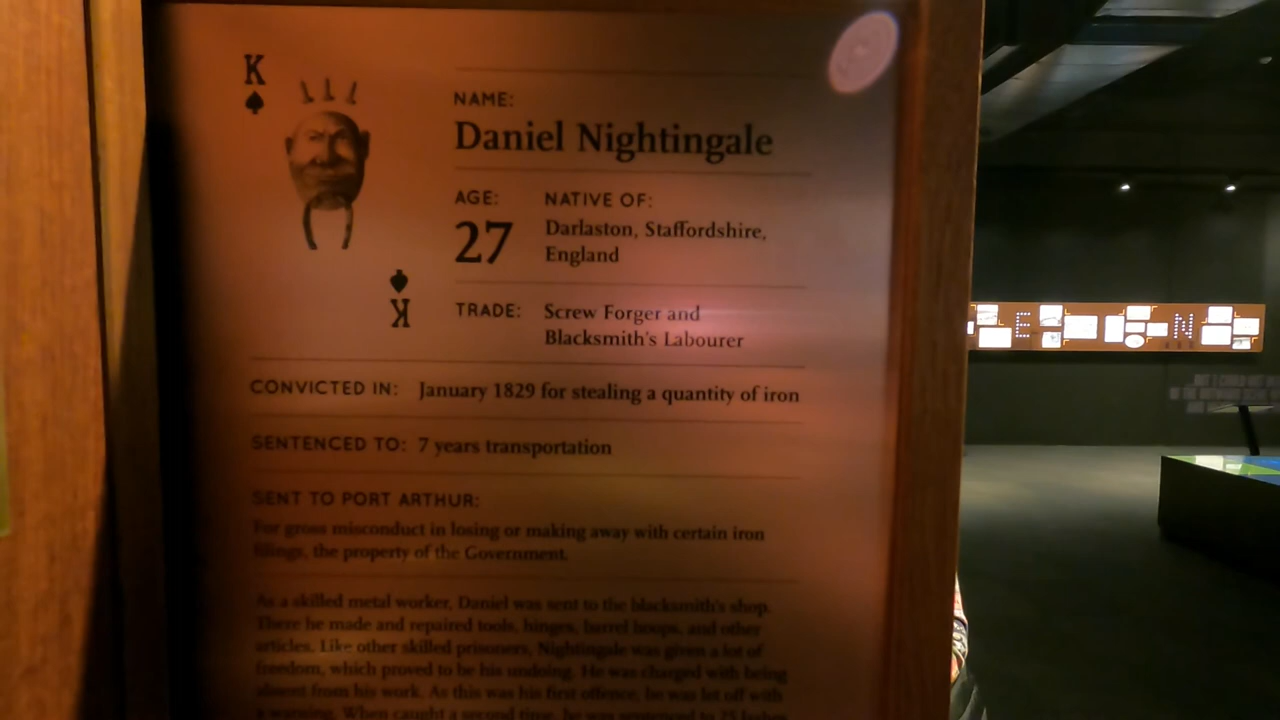 K
NAME:
Daniel Nightingale
AGE:
27
NATIVE OF:
Darlaston, Staffordshire,
England
K
TRADE: Screw Forger and
Blacksmith's Labourer
CONVICTED IN: January 1829 for stealing a quantity of iron
SENTENCED TO: 7 years transportation
SENT TO PORT ARTHUR:
For gross misconduct in losing or making away with certain iron
filings, the property of the Government.
As a skilled metal worker, Daniel was sent to the blacksmith's shop.
There he made and repaired tools, hinges, barrel hoops, and other
articles. Like other skilled prisoners, Nightingale was given a lot of
freedom, which proved to be his undoing. He was charged with being
absent from his work. As this was his first offence, he was let off with
a warning. When caught a second time, he was sentenced to 25 lashes
E
N